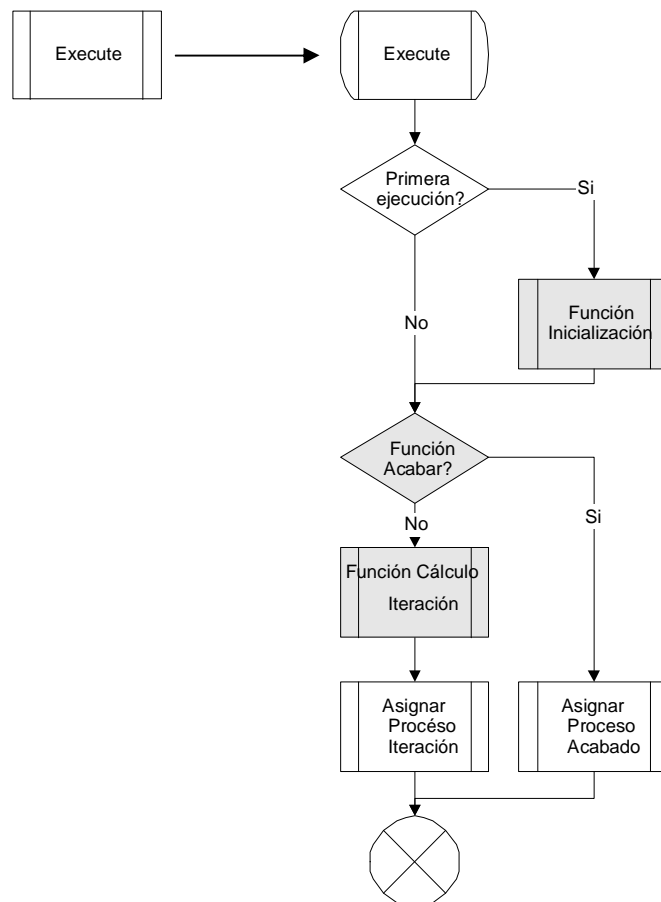 Execute
Execute
Primera
ejecución?
Si
Función
Inicialización
No
Función
Acabar?
No
Si
Función Cálculo
Iteración
Asignar
Procéso
Iteración
Asignar
Proceso
Acabado